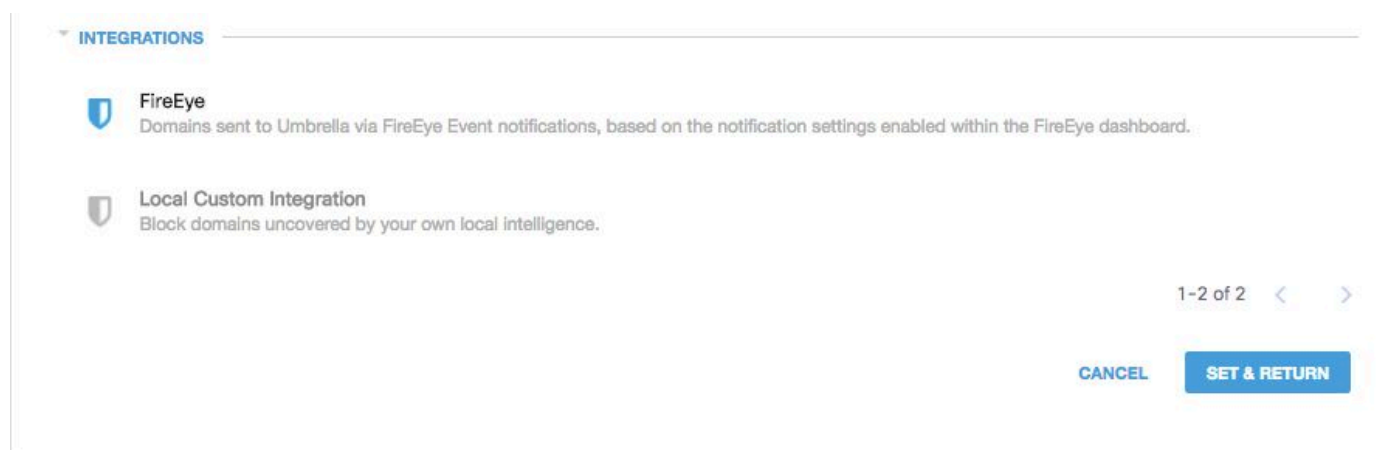 INTEGRATIONS
FireEye
Domains sent to Umbrella via FireEye Event notifications, based on the notification settings enabled within the FireEye dashboard.
Local Custom Integration
Block domains uncovered by your own local intelligence.
1-2 of 2
CANCEL SET & RETURN